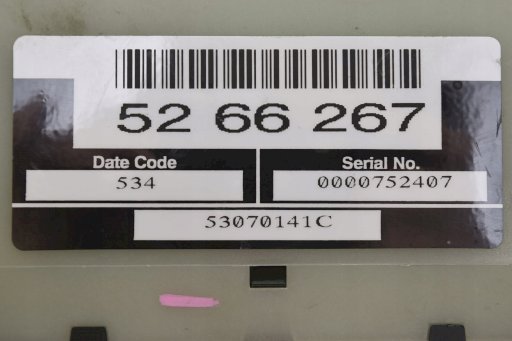 52 66 267
Date Code
Serial No.
534
0000752407
53070141C